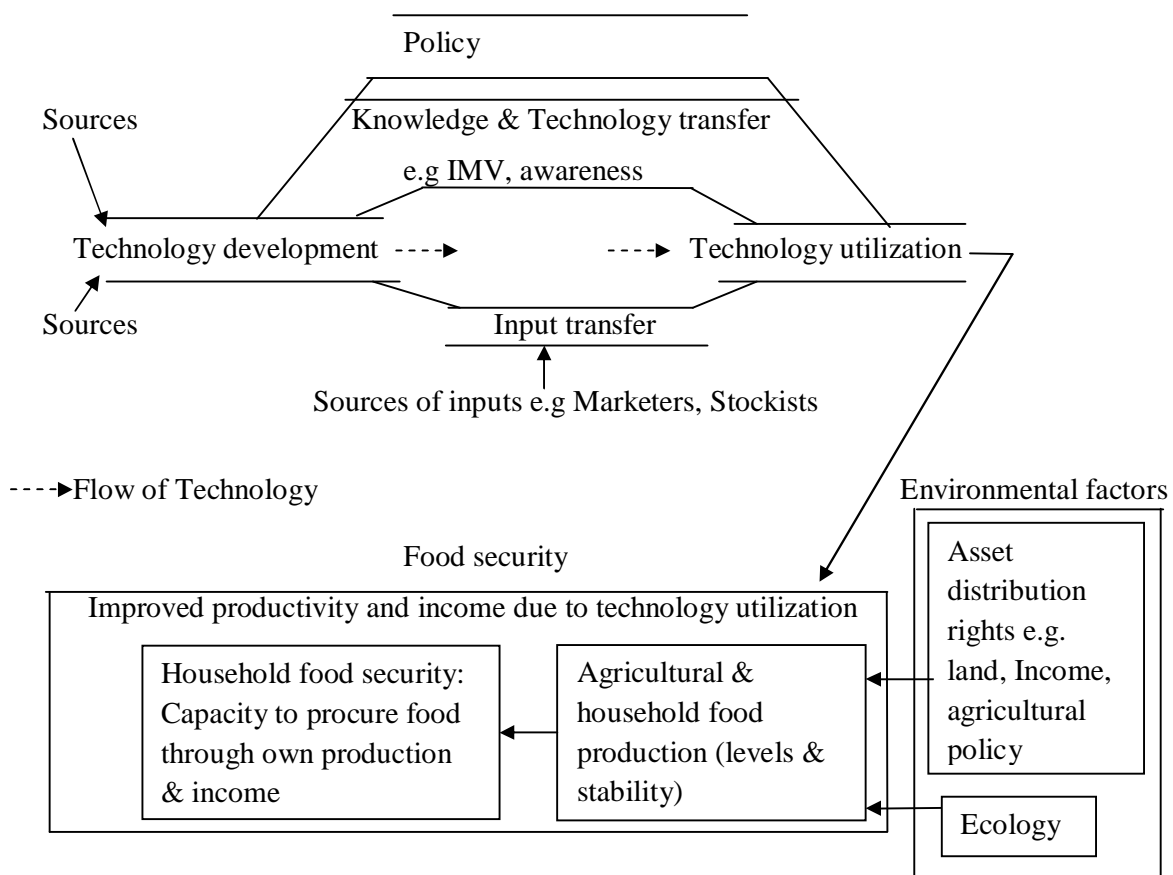 Policy
Sources
Knowledge & Technology transfer
e.g IMV, awareness
Technology development
Technology utilization
Sources
Input transfer
Sources of inputs e.g Marketers, Stockists
Flow of Technology
Environmental factors
Food security
Improved productivity and income due to technology utilization
Household food security:
Capacity to procure food
through own production
& income
Agricultural &
household food
production (levels &
stability)
Asset
distribution
rights e.g.
land, Income,
agricultural
policy
Ecology